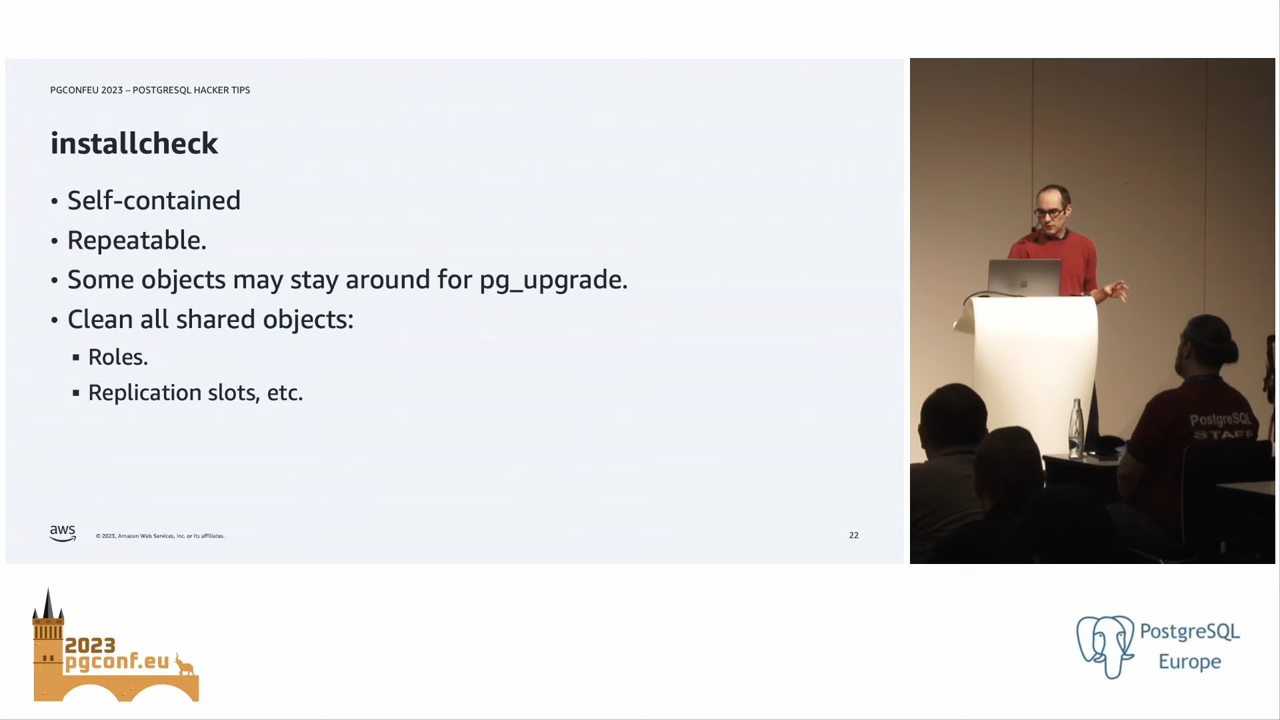 PGCONFEU 2023 – POSTGRESQL HACKER TIPS
installcheck
• Self-contained
• Repeatable.
• Some objects may stay around for pg_upgrade.
• Clean all shared objects:
▪ Roles.
▪ Replication slots, etc.
aws
© 2023, Amazon Web Services, Inc. or its affiliates.
22
PostgreSQL
STAFF
2023
pgconf.eu
PostgreSQL
Europe